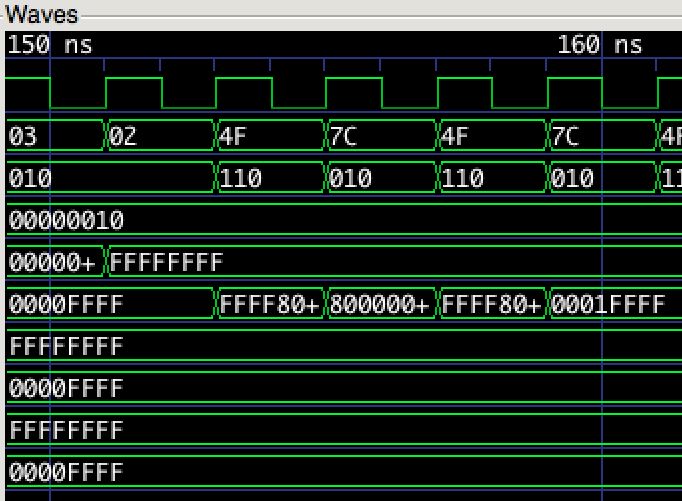 Waves
150 ns 160 ns
03 02 4F 7C 4F 7C 4F
010 110 010 110 010 11
00000010
00000+ FFFFFFFF
0000FFFF FFFF80+ 800000+ FFFF80+ 0001FFFF
FFFFFFFF
0000FFFF
FFFFFFFF
0000FFFF